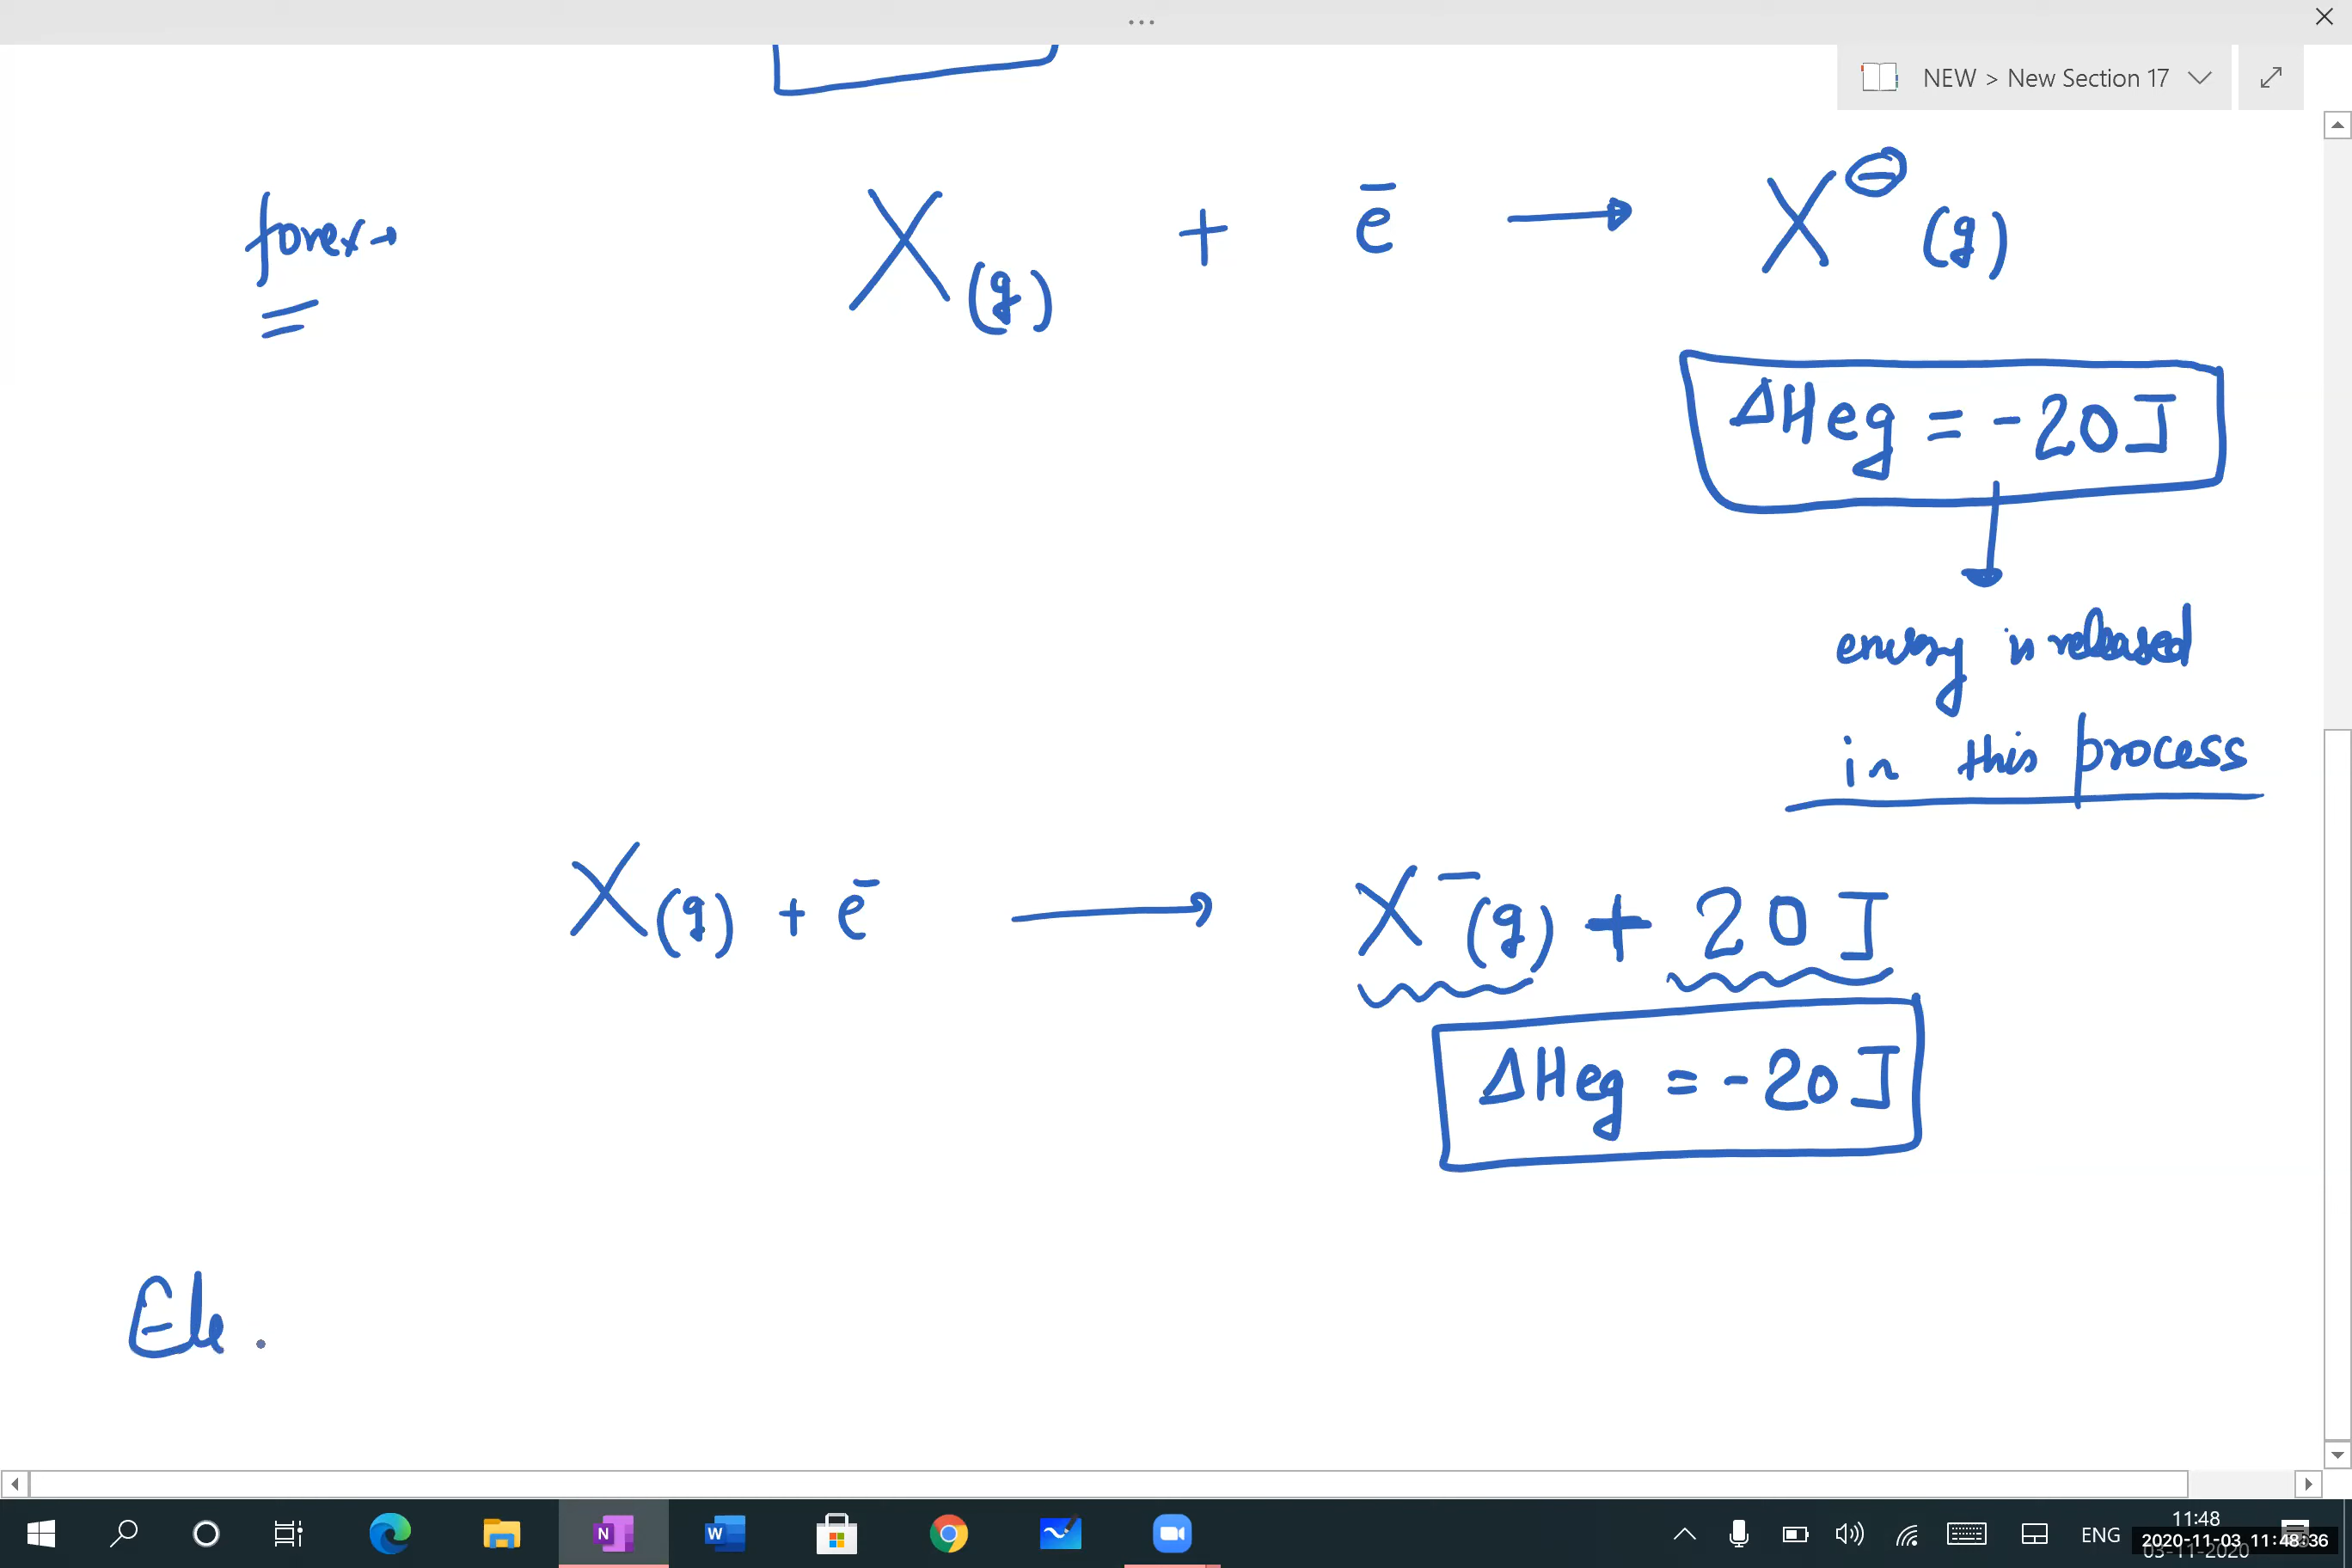 ...
NEW > New Section 17
for ex →
X(g) + e̅ → X⊖(g)
ΔHeg = -20J
energy is released
in this process
X(g) + e̅ → X⁻(g) + 20J
ΔHeg = -20J
Ele
ENG
11:48
03-11-2020
2020-11-03 11:48:36